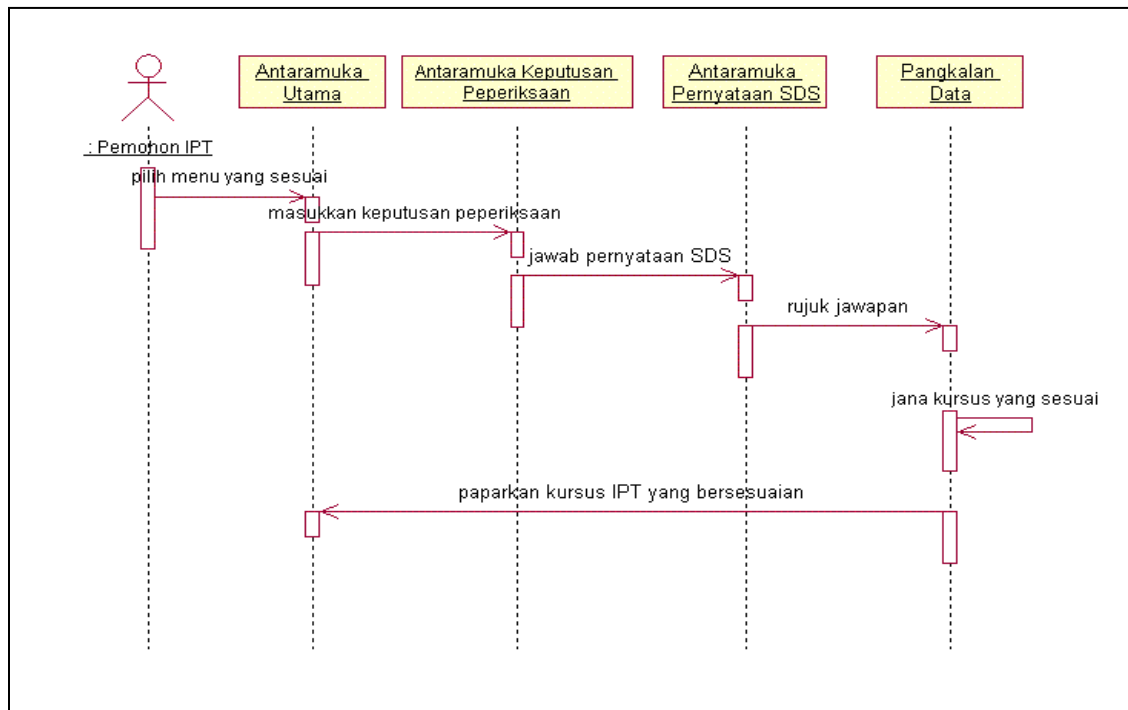 Antaramuka
Utama
Antaramuka Keputusan
Peperiksaan
Antaramuka
Pernyataan SDS
Pangkalan
Data
: Pemohon IPT
pilih menu yang sesuai
masukkan keputusan peperiksaan
jawab pernyataan SDS
rujuk jawapan
jana kursus yang sesuai
paparkan kursus IPT yang bersesuaian